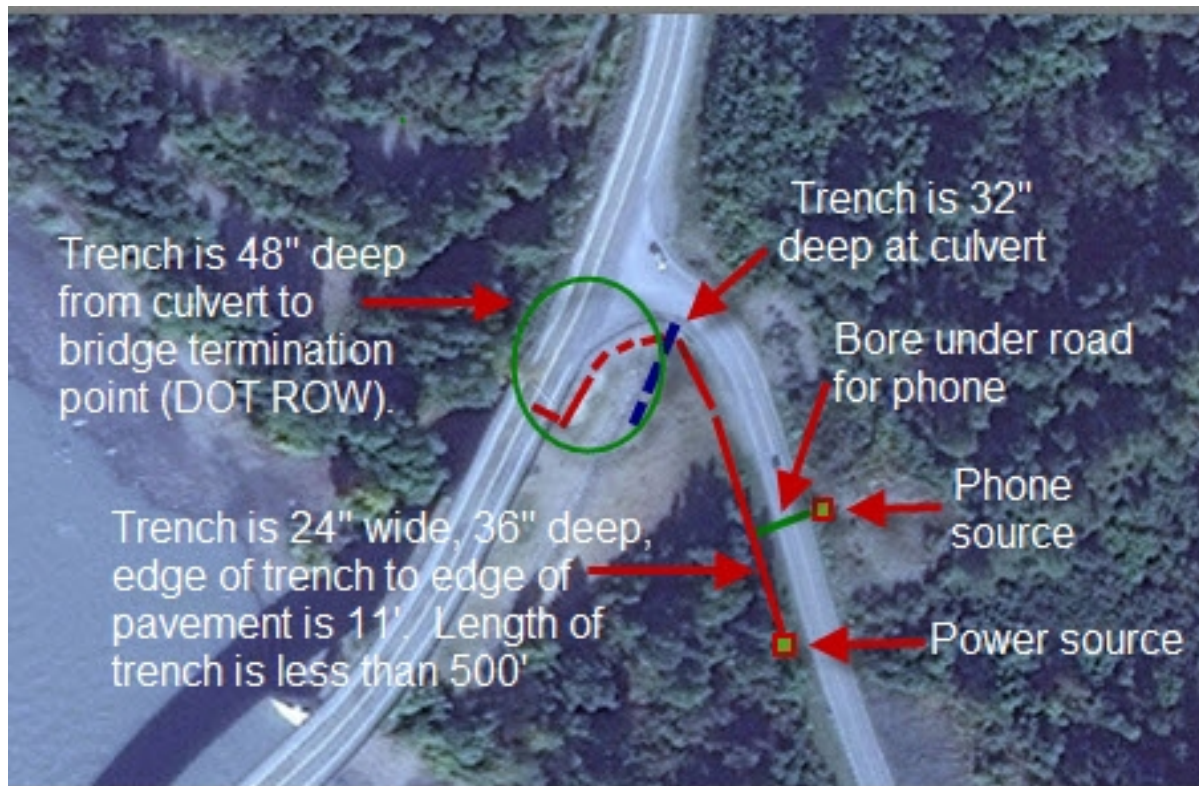 Trench is 32"
deep at culvert
Trench is 48" deep
from culvert to
bridge termination
point (DOT ROW).
Bore under road
for phone
Phone
source
Trench is 24" wide, 36" deep,
edge of trench to edge of
pavement is 11'.  Length of
trench is less than 500'
Power source